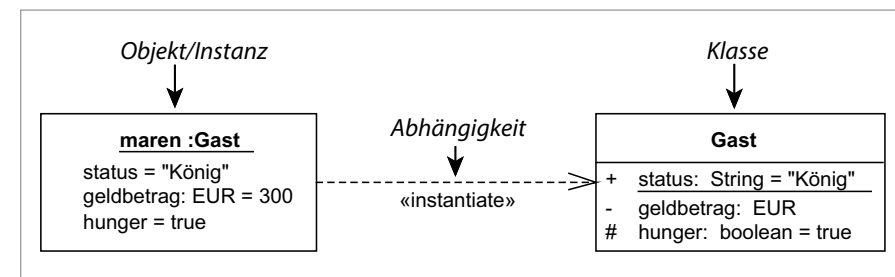 Objekt/Instanz
Klasse
Abhängigkeit
maren :Gast
status = "König"
geldbetrag: EUR = 300
hunger = true
«instantiate»
Gast
+ status: String = "König"
- geldbetrag: EUR
# hunger: boolean = true